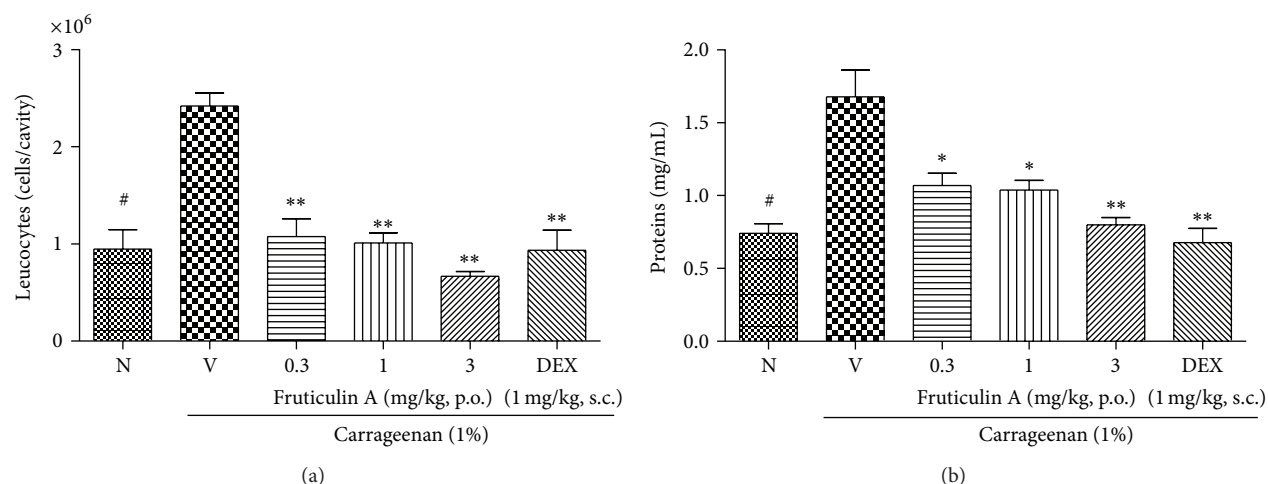 ×10⁶
3
2
1
0
Leucocytes (cells/cavity)
#
**
**
**
**
N V 0.3 1 3 DEX
Fruticulin A (mg/kg, p.o.) (1 mg/kg, s.c.)
Carrageenan (1%)
(a)
2.0
1.5
1.0
0.5
0.0
Proteins (mg/mL)
#
*
*
**
**
N V 0.3 1 3 DEX
Fruticulin A (mg/kg, p.o.) (1 mg/kg, s.c.)
Carrageenan (1%)
(b)